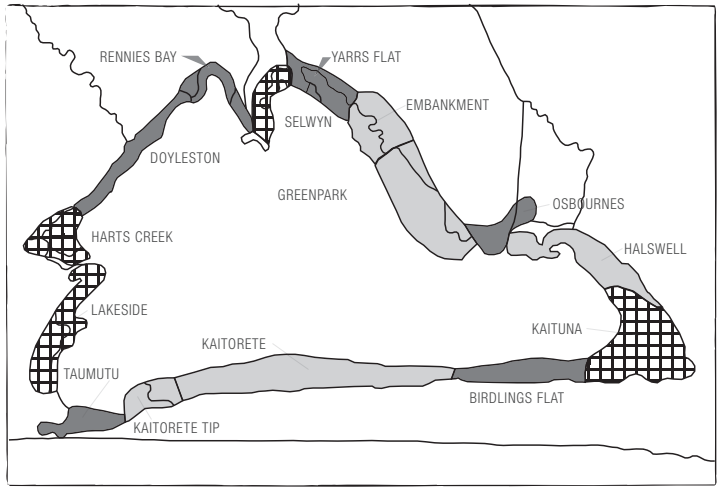 RENNIES BAY
YARRS FLAT
EMBANKMENT
SELWYN
DOYLESTON
GREENPARK
OSBOURNES
HARTS CREEK
HALSWELL
LAKESIDE
KAITUNA
KAITORETE
TAUMUTU
BIRDLINGS FLAT
KAITORETE TIP